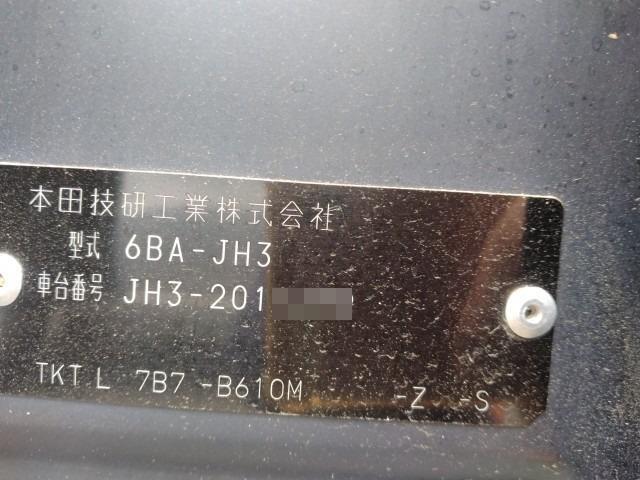 本田技研工業株式会社
型式 6BA-JH3
車台番号 JH3-201
TKT L 7B7 -B610M -Z -S